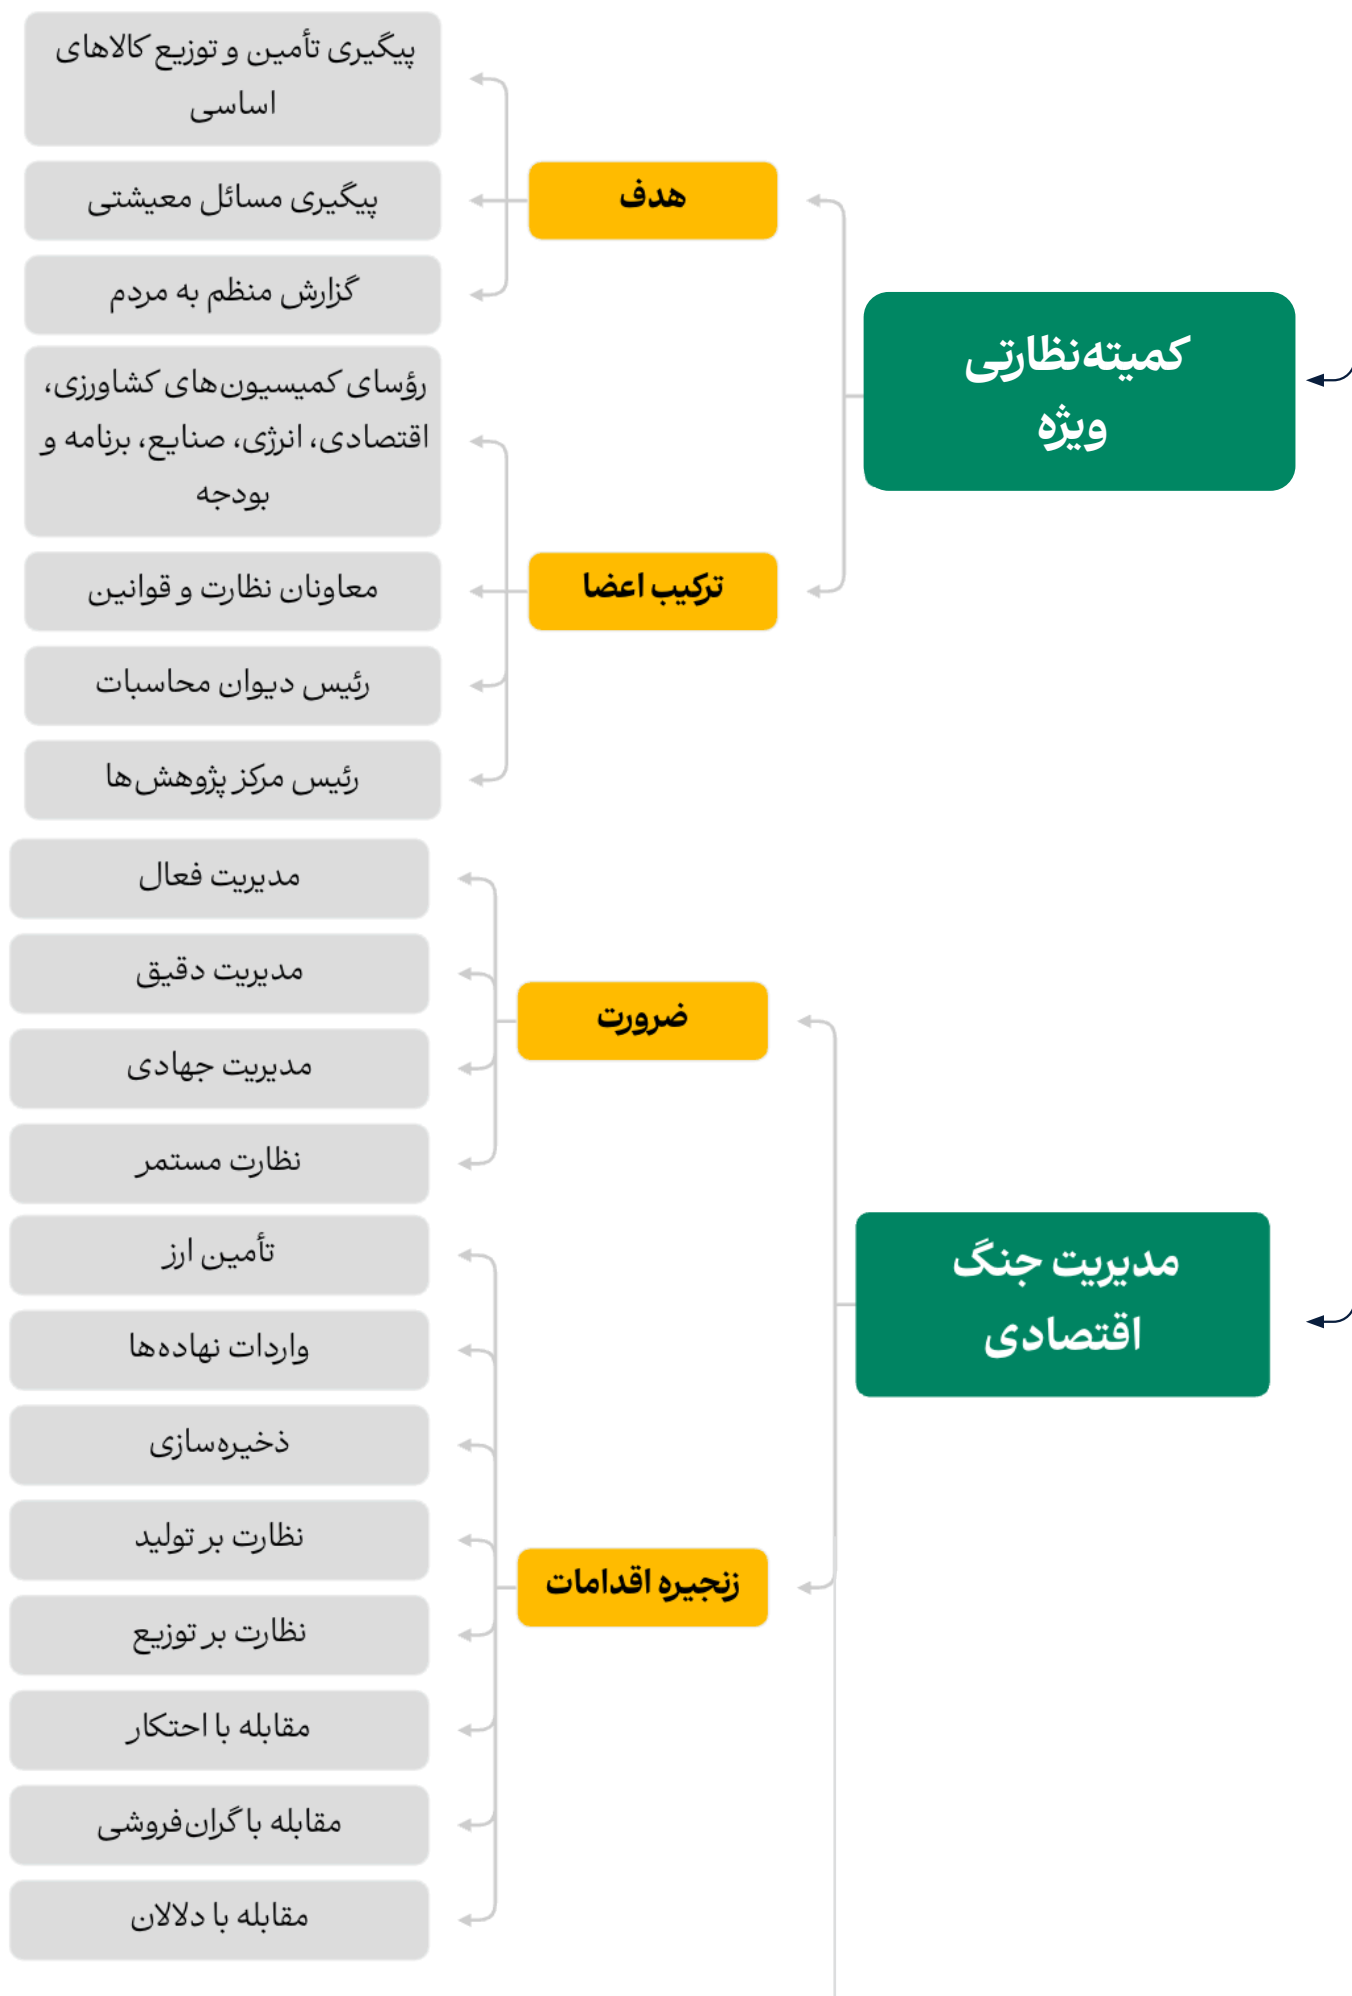 کمیته‌نظارتی
ویژه
هدف
پیگیری تأمین و توزیع کالاهای
اساسی
پیگیری مسائل معیشتی
گزارش منظم به مردم
ترکیب اعضا
رؤسای کمیسیون‌های کشاورزی،
اقتصادی، انرژی، صنایع، برنامه و
بودجه
معاونان نظارت و قوانین
رئیس دیوان محاسبات
رئیس مرکز پژوهش‌ها
مدیریت جنگ
اقتصادی
ضرورت
مدیریت فعال
مدیریت دقیق
مدیریت جهادی
نظارت مستمر
زنجیره اقدامات
تأمین ارز
واردات نهاده‌ها
ذخیره‌سازی
نظارت بر تولید
نظارت بر توزیع
مقابله با احتکار
مقابله با گران‌فروشی
مقابله با دلالان